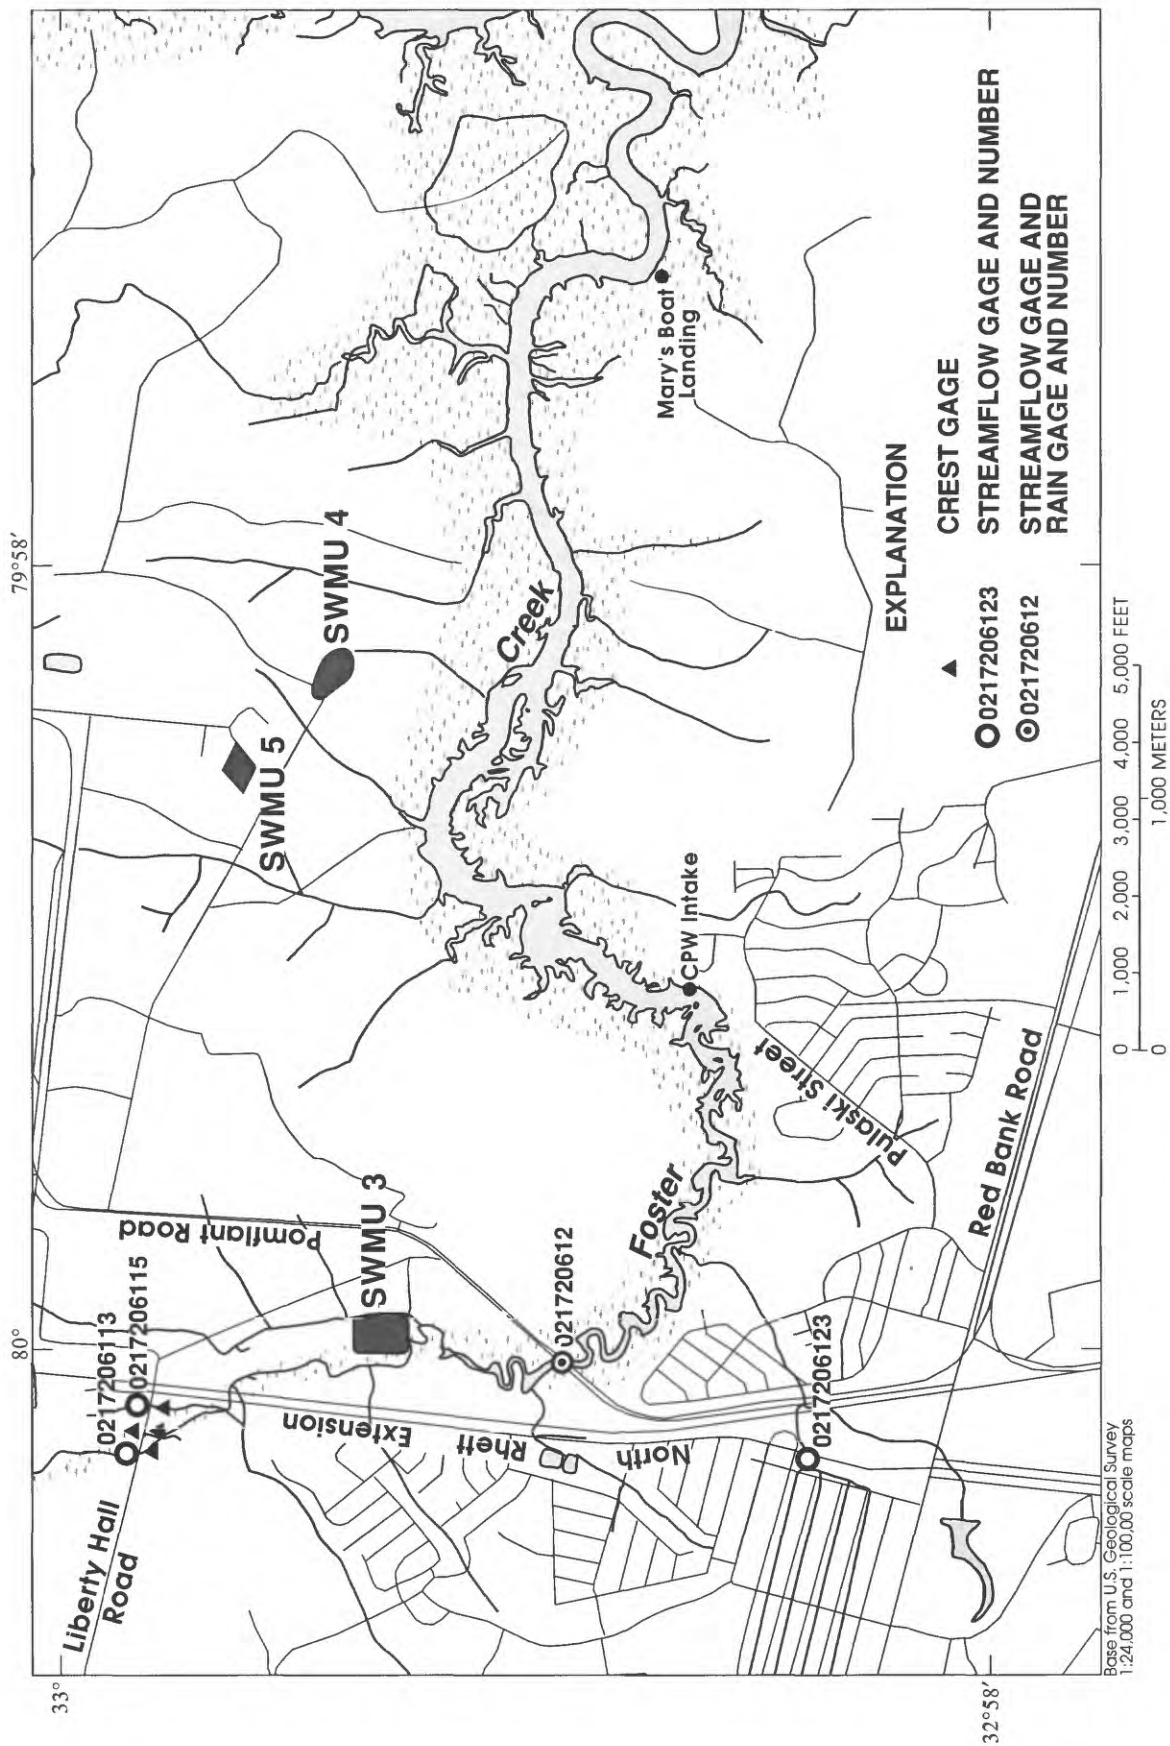 80°
79°58'
33°
32°58'
Liberty Hall
Road
0217206113
0217206115
Pomflant Road
SWMU 3
SWMU 5
SWMU 4
North
Rhett
Extension
021720612
Foster
Creek
0217206123
CPW Intake
Pulaski Street
Red Bank Road
Mary's Boat
Landing
EXPLANATION
CREST GAGE
0217206123 STREAMFLOW GAGE AND NUMBER
021720612 STREAMFLOW GAGE AND
RAIN GAGE AND NUMBER
0 1,000 2,000 3,000 4,000 5,000 FEET
0 1,000 METERS
Base from U.S. Geological Survey
1:24,000 and 1:100,00 scale maps